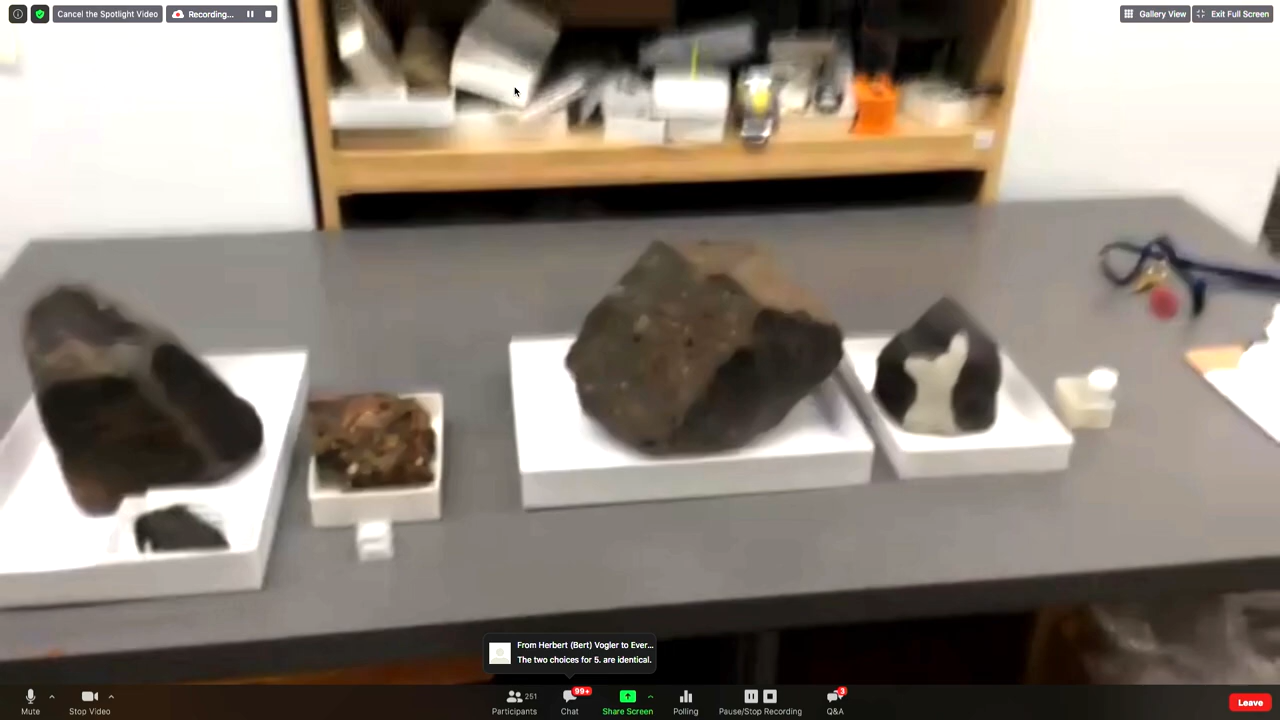 Cancel the Spotlight Video
Recording...
Gallery View
Exit Full Screen
From Herbert (Bert) Vogler to Ever...
The two choices for 5. are identical.
Mute
Stop Video
Participants
251
Chat
99+
Share Screen
Polling
Pause/Stop Recording
Q&A
3
Leave